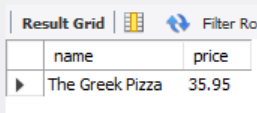 Result Grid Filter Ro
name price
The Greek Pizza 35.95